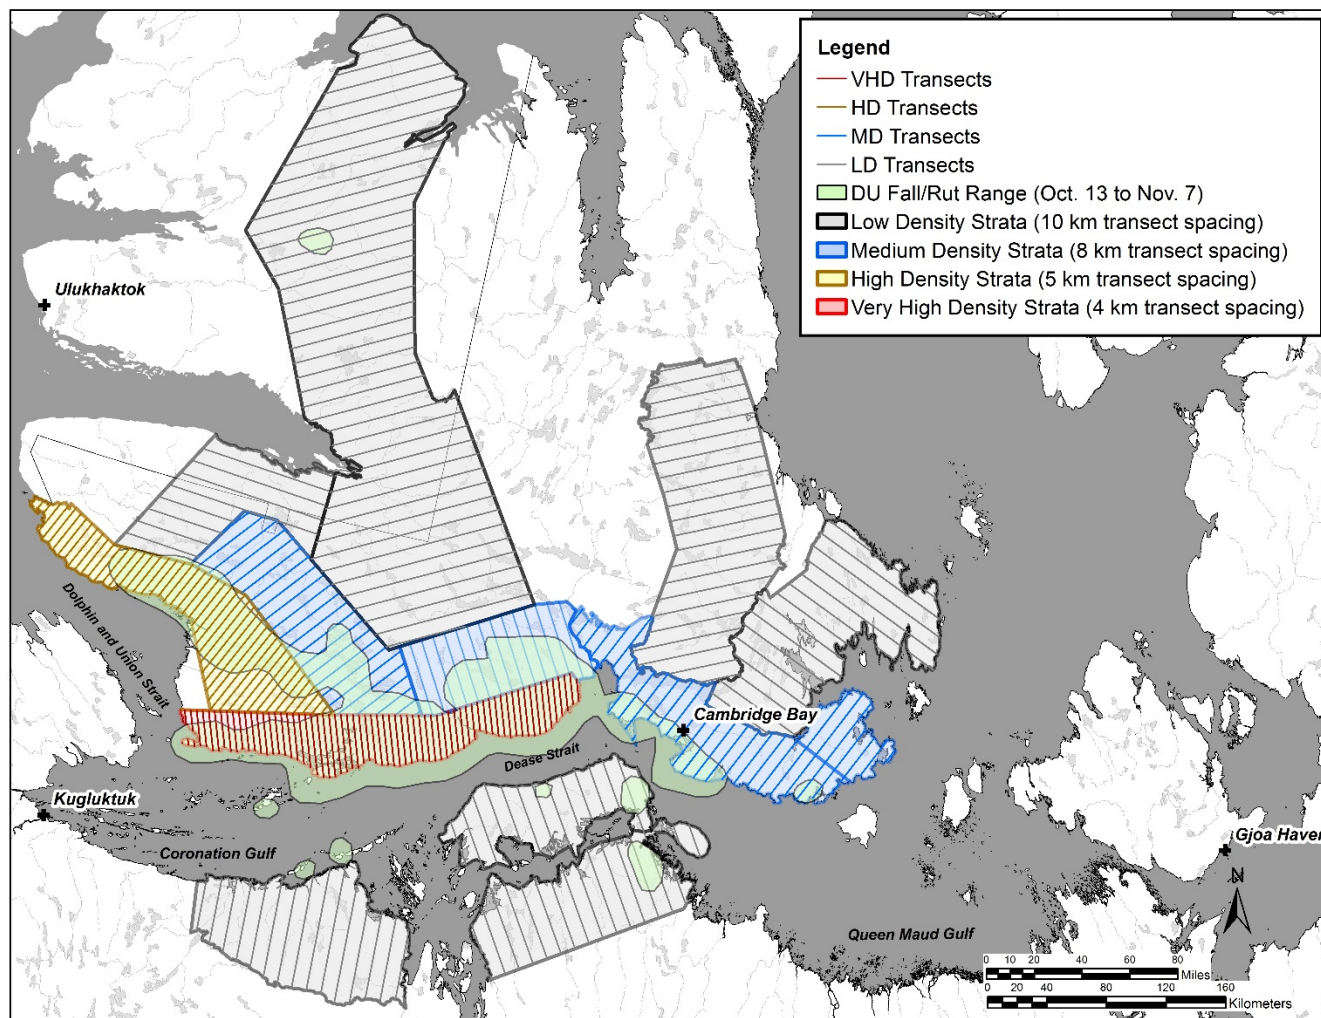 Legend
VHD Transects
HD Transects
MD Transects
LD Transects
DU Fall/Rut Range (Oct. 13 to Nov. 7)
Low Density Strata (10 km transect spacing)
Medium Density Strata (8 km transect spacing)
High Density Strata (5 km transect spacing)
Very High Density Strata (4 km transect spacing)
Ulukhaktok
Dolphin and Union Strait
Cambridge Bay
Dease Strait
Kugluktuk
Coronation Gulf
Gjoa Haven
N
Queen Maud Gulf
0 10 20 40 60 80
Miles
0 20 40 80 120 160
Kilometers